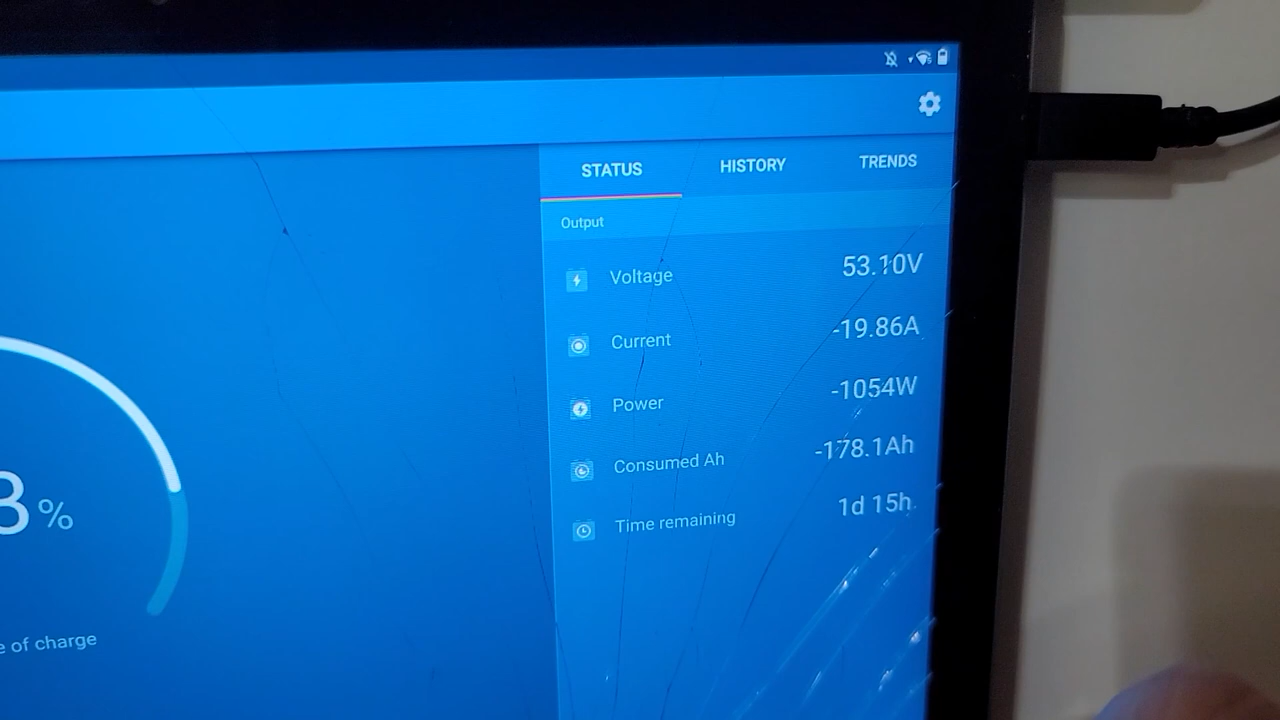 STATUS HISTORY TRENDS
Output
Voltage 53.10V
Current -19.86A
Power -1054W
Consumed Ah -178.1Ah
Time remaining 1d 15h
%
of charge